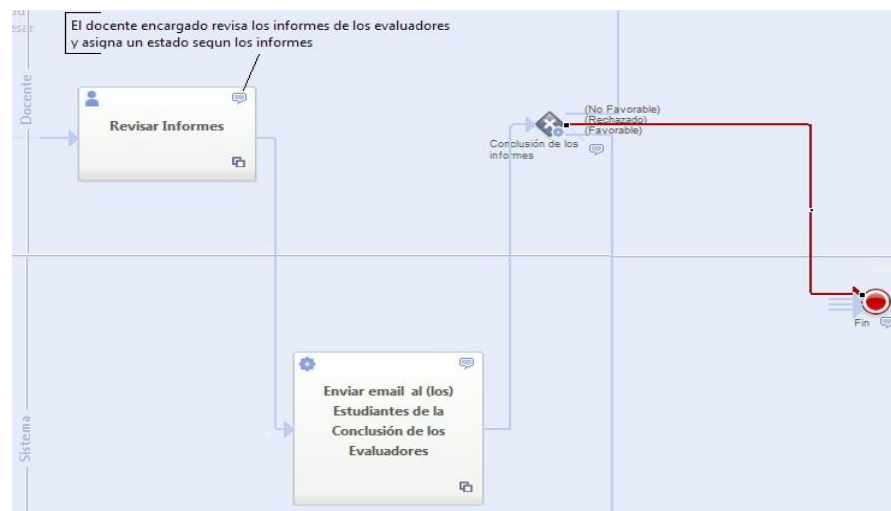 El docente encargado revisa los informes de los evaluadores
y asigna un estado segun los informes
Docente
Revisar Informes
(No Favorable)
(Rechazado)
(Favorable)
Conclusión de los
informes
Fin
Sistema
Enviar email al (los)
Estudiantes de la
Conclusión de los
Evaluadores